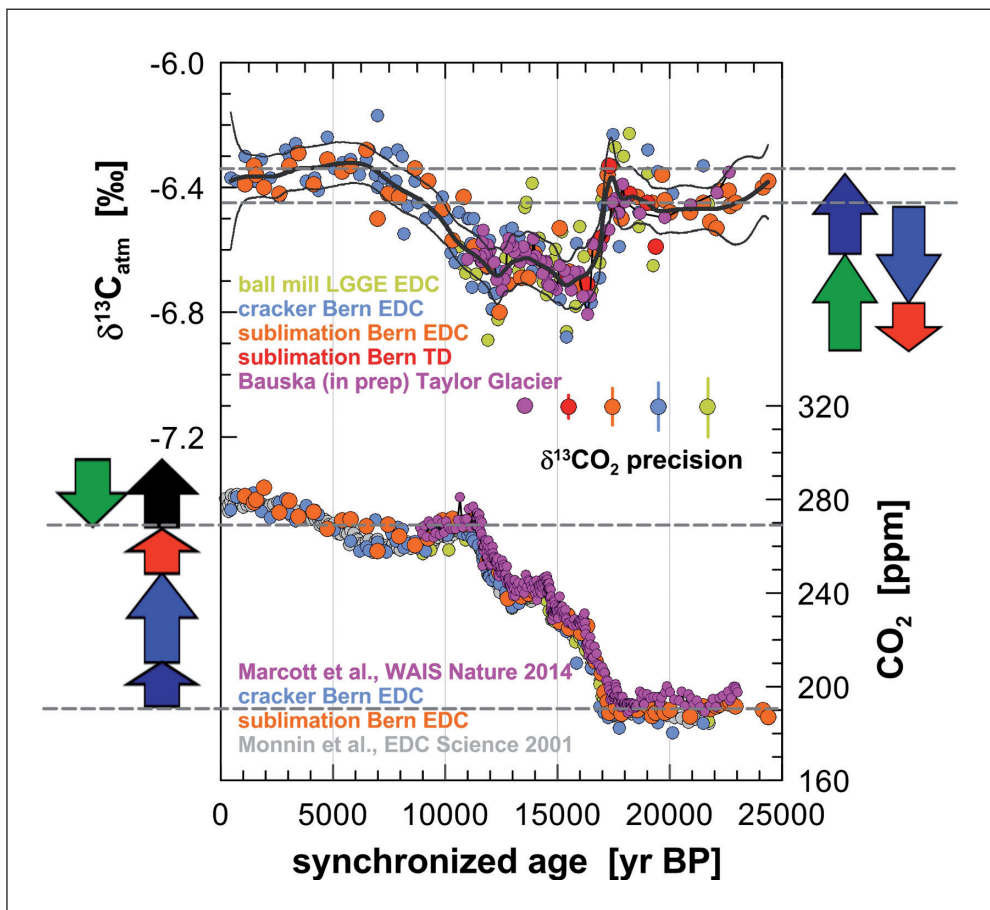 -6.0
-6.4
-6.8
-7.2
δ13Catm [‰]
ball mill LGGE EDC
cracker Bern EDC
sublimation Bern EDC
sublimation Bern TD
Bauska (in prep) Taylor Glacier
δ13CO2 precision
320
280
240
200
160
CO2 [ppm]
Marcott et al., WAIS Nature 2014
cracker Bern EDC
sublimation Bern EDC
Monnin et al., EDC Science 2001
0 5000 10000 15000 20000 25000
synchronized age [yr BP]